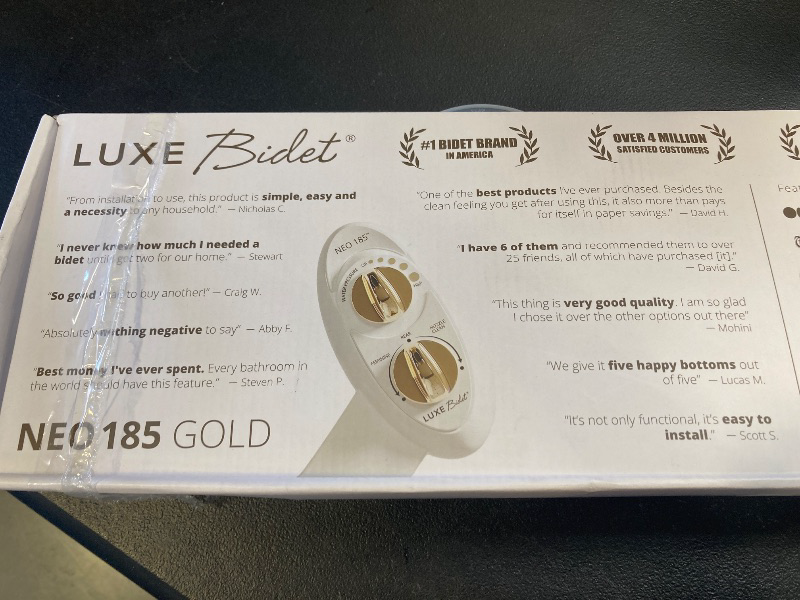 LUXE Bidet®
#1 BIDET BRAND
IN AMERICA
OVER 4 MILLION
SATISFIED CUSTOMERS
"From installation to use, this product is simple, easy and
a necessity to any household." — Nicholas C.
"I never knew how much I needed a
bidet until got two for our home." — Stewart
"So good I had to buy another!" — Craig W.
"Absolutely nothing negative to say" — Abby F.
"Best money I've ever spent. Every bathroom in
the world should have this feature." — Steven P.
NEO 185 GOLD
NEO 185™
WATER PRESSURE
FEMININE
REAR
NOZZLE
CLEAN
LUXE Bidet®
"One of the best products I've ever purchased. Besides the
clean feeling you get after using this, it also more than pays
for itself in paper savings." — David H.
"I have 6 of them and recommended them to over
25 friends, all of which have purchased [it]."
— David G.
"This thing is very good quality. I am so glad
I chose it over the other options out there"
— Mohini
"We give it five happy bottoms out
of five" — Lucas M.
"It's not only functional, it's easy to
install." — Scott S.